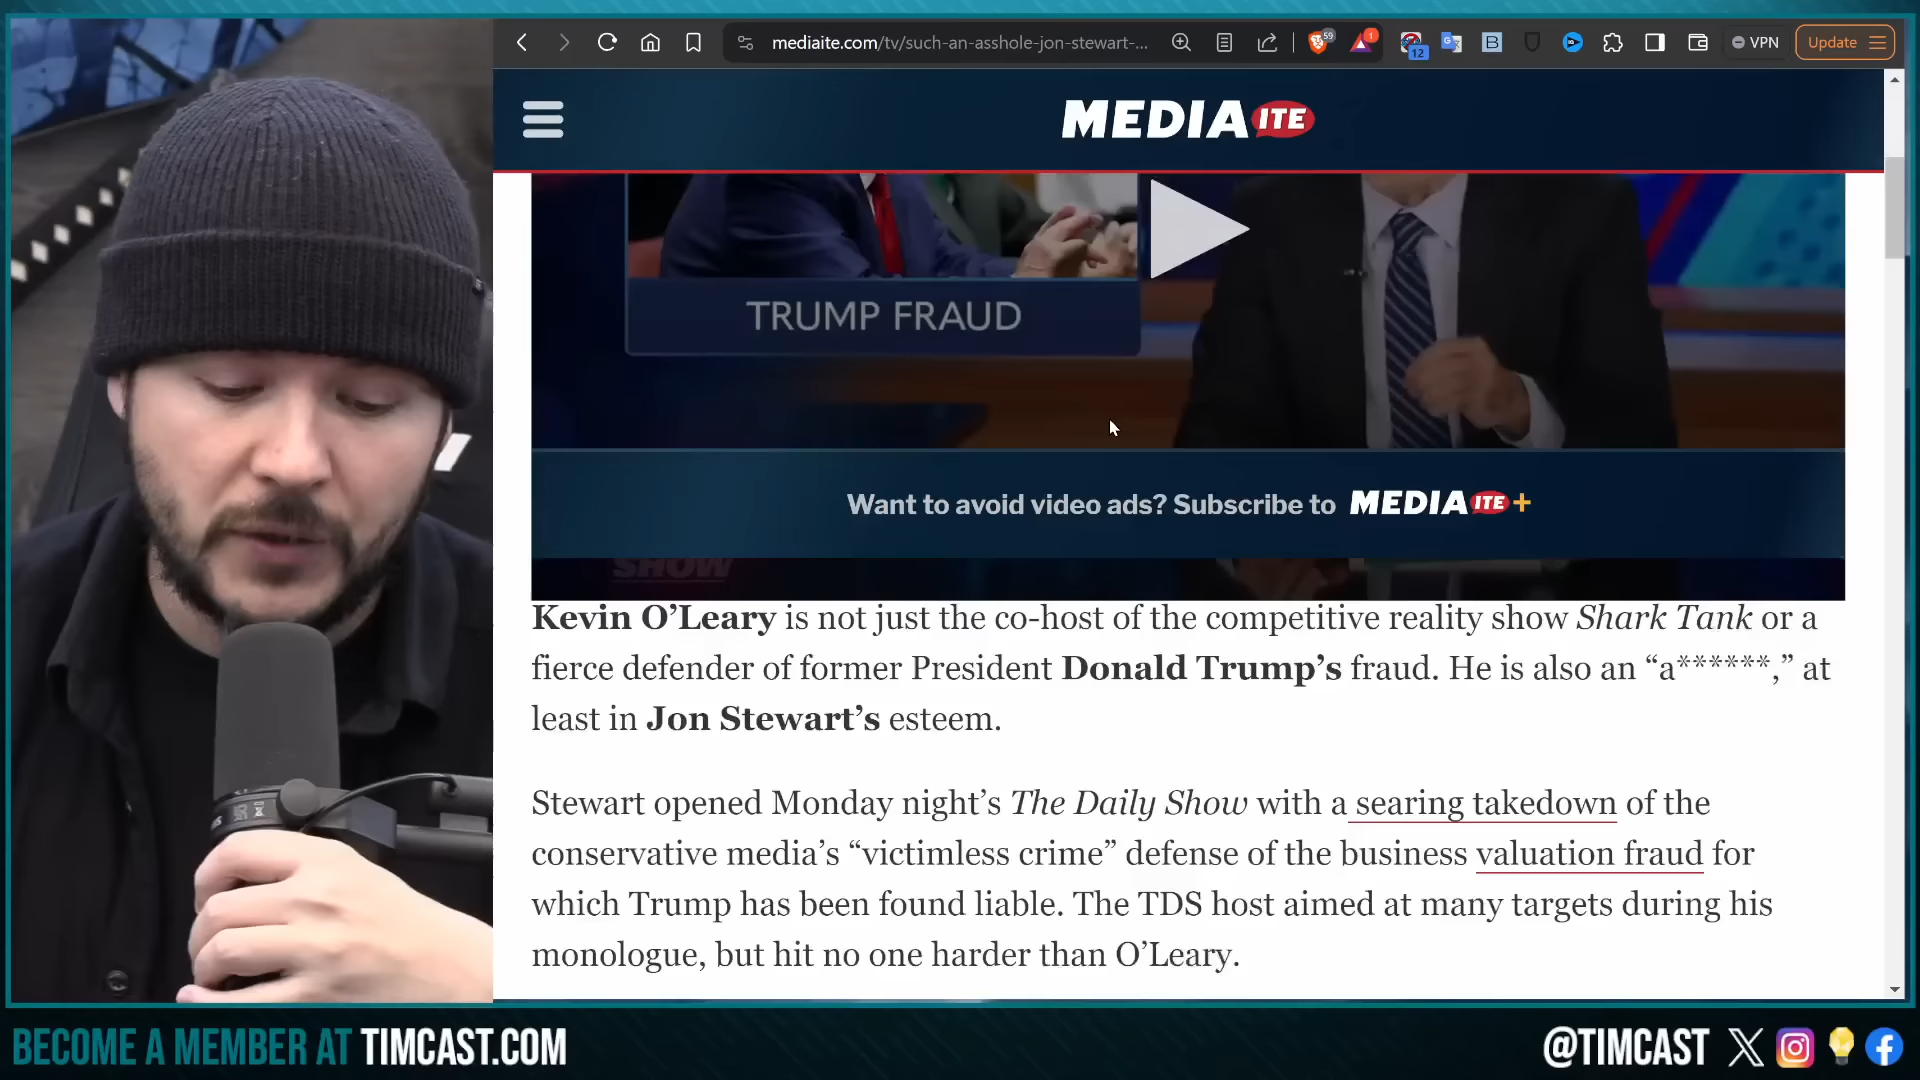 mediaite.com/tv/such-an-asshole-jon-stewart-...
59
1
12
VPN
Update
MEDIAITE
TRUMP FRAUD
Want to avoid video ads? Subscribe to MEDIAITE+
SHOW
Kevin O’Leary is not just the co-host of the competitive reality show Shark Tank or a
fierce defender of former President Donald Trump’s fraud. He is also an “a******,” at
least in Jon Stewart’s esteem.
Stewart opened Monday night’s The Daily Show with a searing takedown of the
conservative media’s “victimless crime” defense of the business valuation fraud for
which Trump has been found liable. The TDS host aimed at many targets during his
monologue, but hit no one harder than O’Leary.
BECOME A MEMBER AT TIMCAST.COM
@TIMCAST